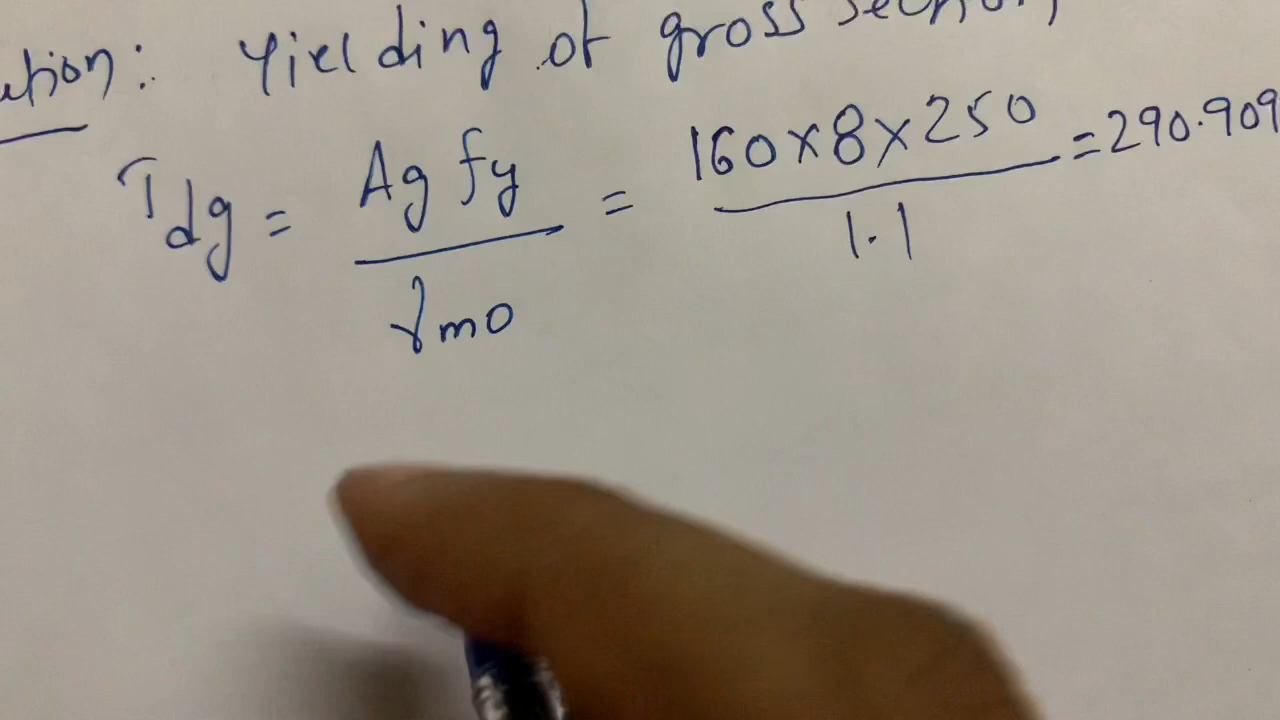 ution: Yielding of gross section,
Tdg = Ag fy / γmo = 160×8×250 / 1.1 = 290.909